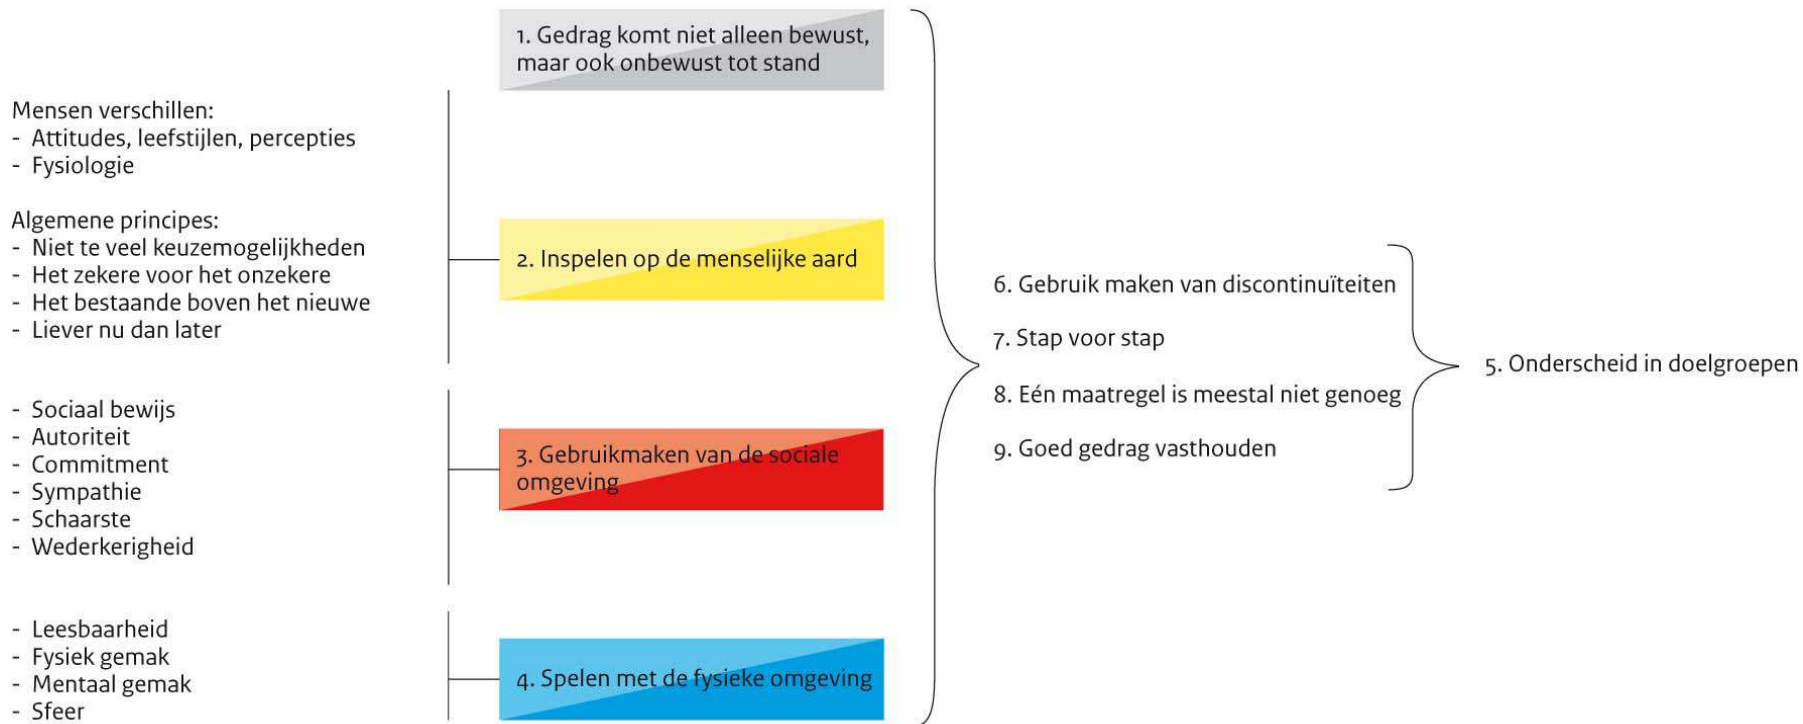 1. Gedrag komt niet alleen bewust,
maar ook onbewust tot stand
Mensen verschillen:
- Attitudes, leefstijlen, percepties
- Fysiologie
Algemene principes:
- Niet te veel keuzemogelijkheden
- Het zekere voor het onzekere
- Het bestaande boven het nieuwe
- Liever nu dan later
2. Inspelen op de menselijke aard
- Sociaal bewijs
- Autoriteit
- Commitment
- Sympathie
- Schaarste
- Wederkerigheid
3. Gebruikmaken van de sociale
omgeving
- Leesbaarheid
- Fysiek gemak
- Mentaal gemak
- Sfeer
4. Spelen met de fysieke omgeving
6. Gebruik maken van discontinuïteiten
7. Stap voor stap
8. Eén maatregel is meestal niet genoeg
9. Goed gedrag vasthouden
5. Onderscheid in doelgroepen